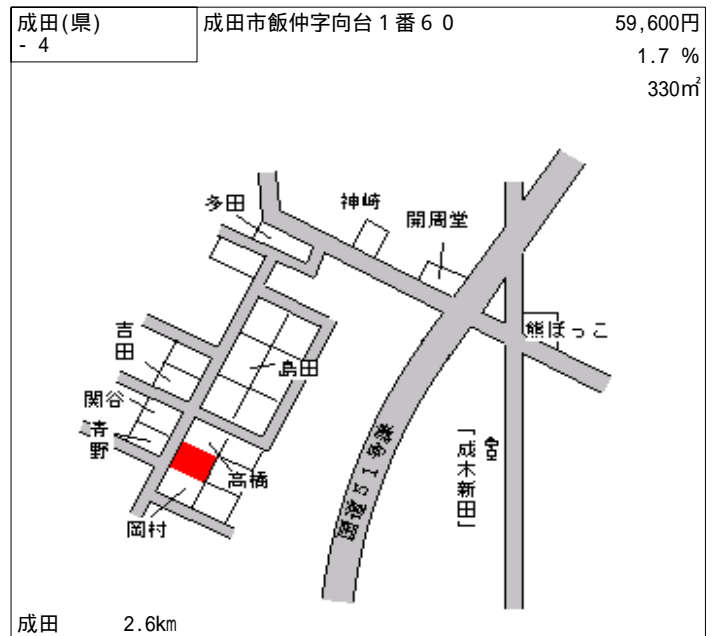 成田(県)
- 4
成田市飯仲字向台１番６０
59,600円
1.7 %
330㎡
多田
神崎
開周堂
熊ぼっこ
吉田
島田
関谷
青野
高橋
岡村
国道５１号線
「成木新田」
成田 2.6km